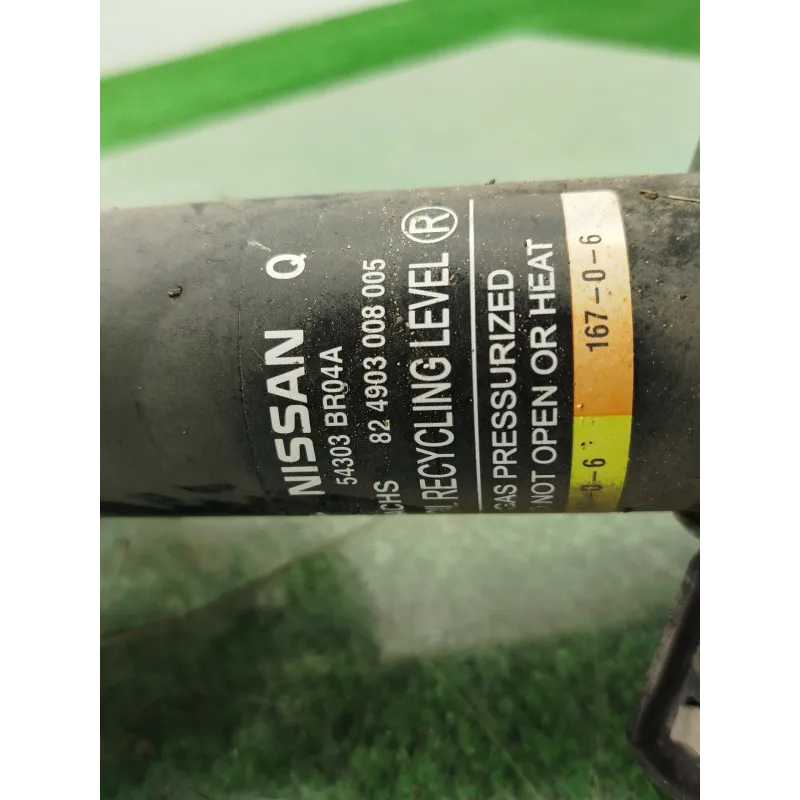 NISSAN Q
54303 BR04A
82 4903 008 005
RECYCLING LEVEL Ⓡ
GAS PRESSURIZED
NOT OPEN OR HEAT
167-0-6